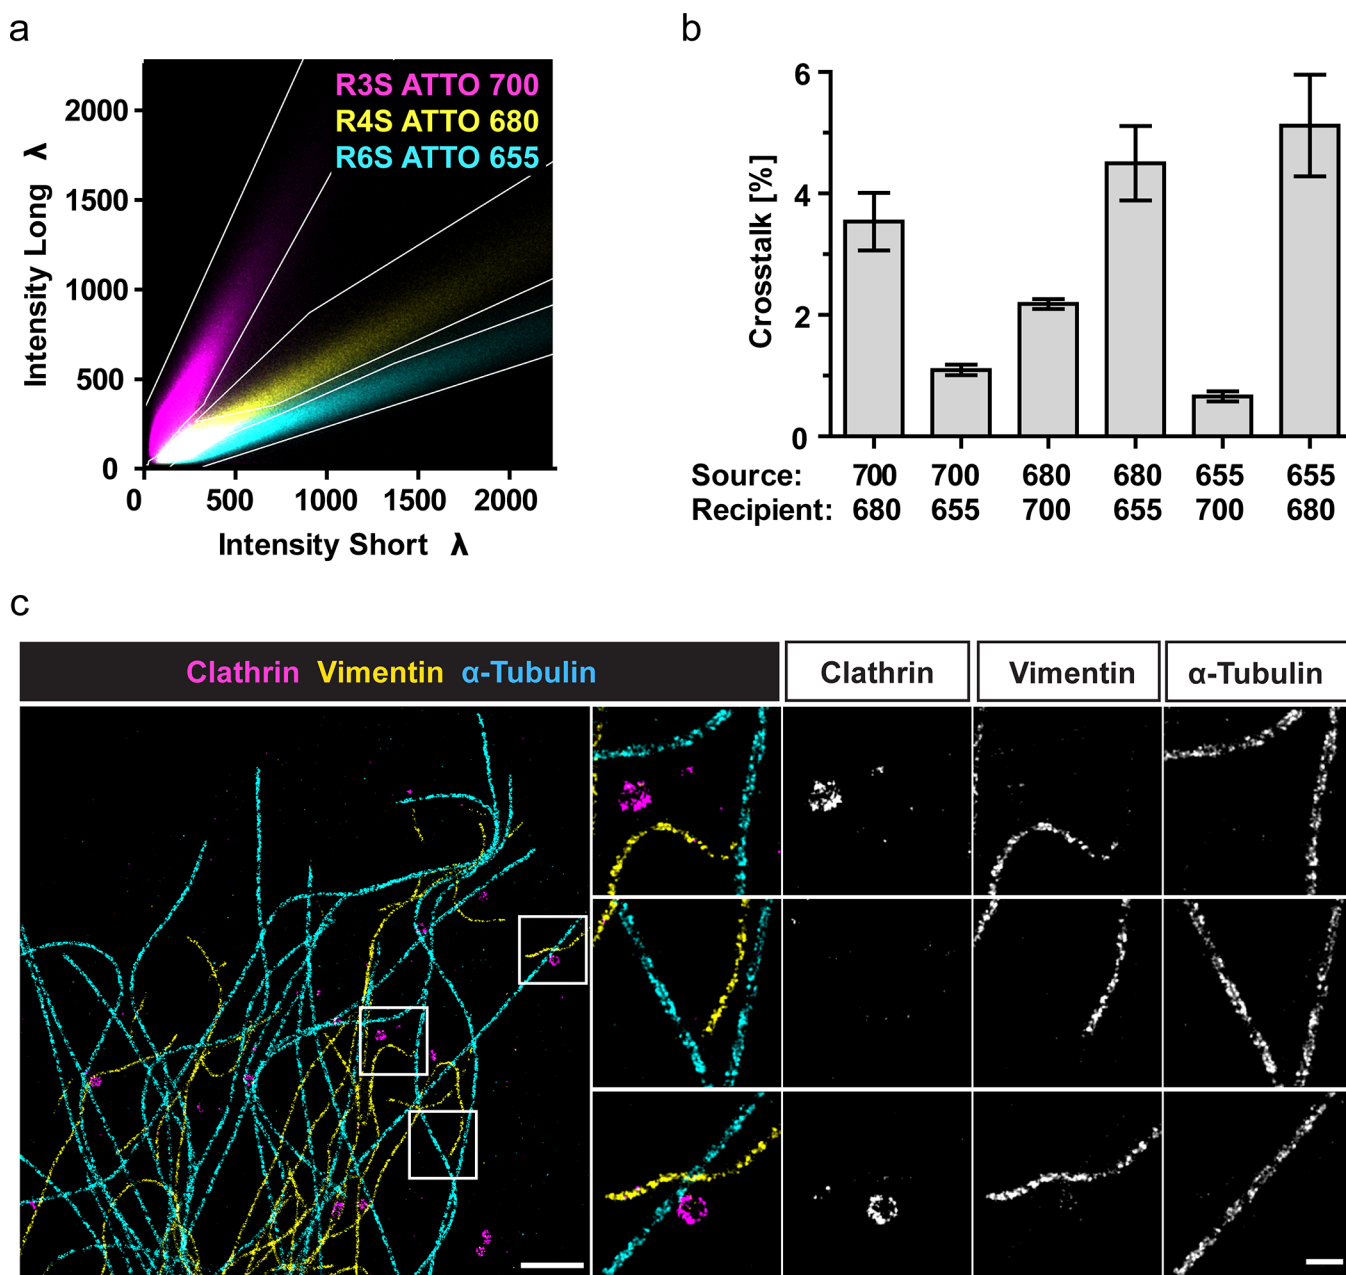 a
R3S ATTO 700
R4S ATTO 680
R6S ATTO 655
2000
1500
1000
500
0
0 500 1000 1500 2000
Intensity Long λ
Intensity Short λ
b
6
4
2
0
Crosstalk [%]
Source: 700 700 680 680 655 655
Recipient: 680 655 700 655 700 680
c
Clathrin Vimentin α-Tubulin
Clathrin
Vimentin
α-Tubulin